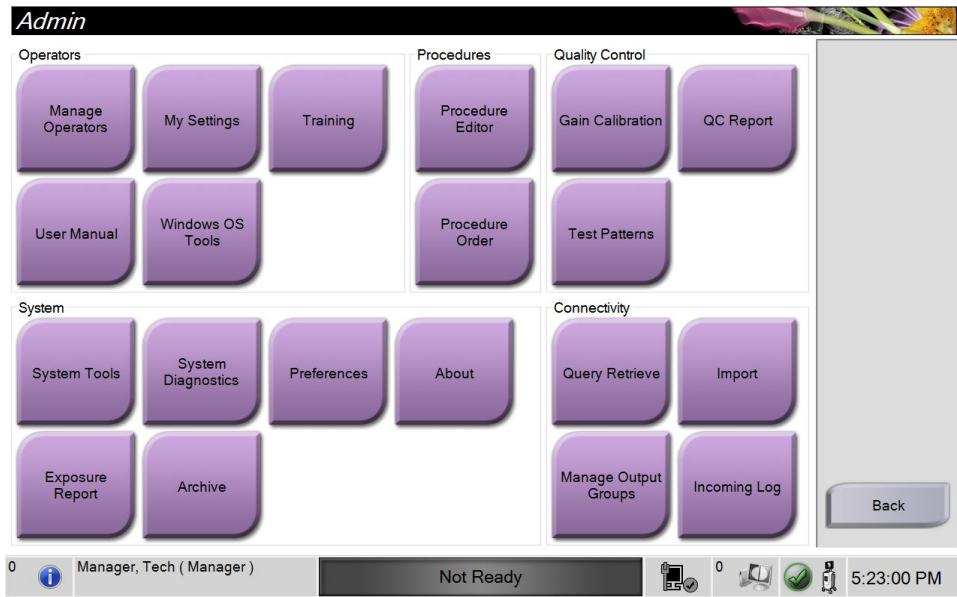 Admin
Operators
Procedures
Quality Control
Manage
Operators
My Settings
Training
Procedure
Editor
Gain Calibration
QC Report
User Manual
Windows OS
Tools
Procedure
Order
Test Patterns
System
Connectivity
System Tools
System
Diagnostics
Preferences
About
Query Retrieve
Import
Exposure
Report
Archive
Manage Output
Groups
Incoming Log
Back
0
Manager, Tech ( Manager )
Not Ready
0
5:23:00 PM